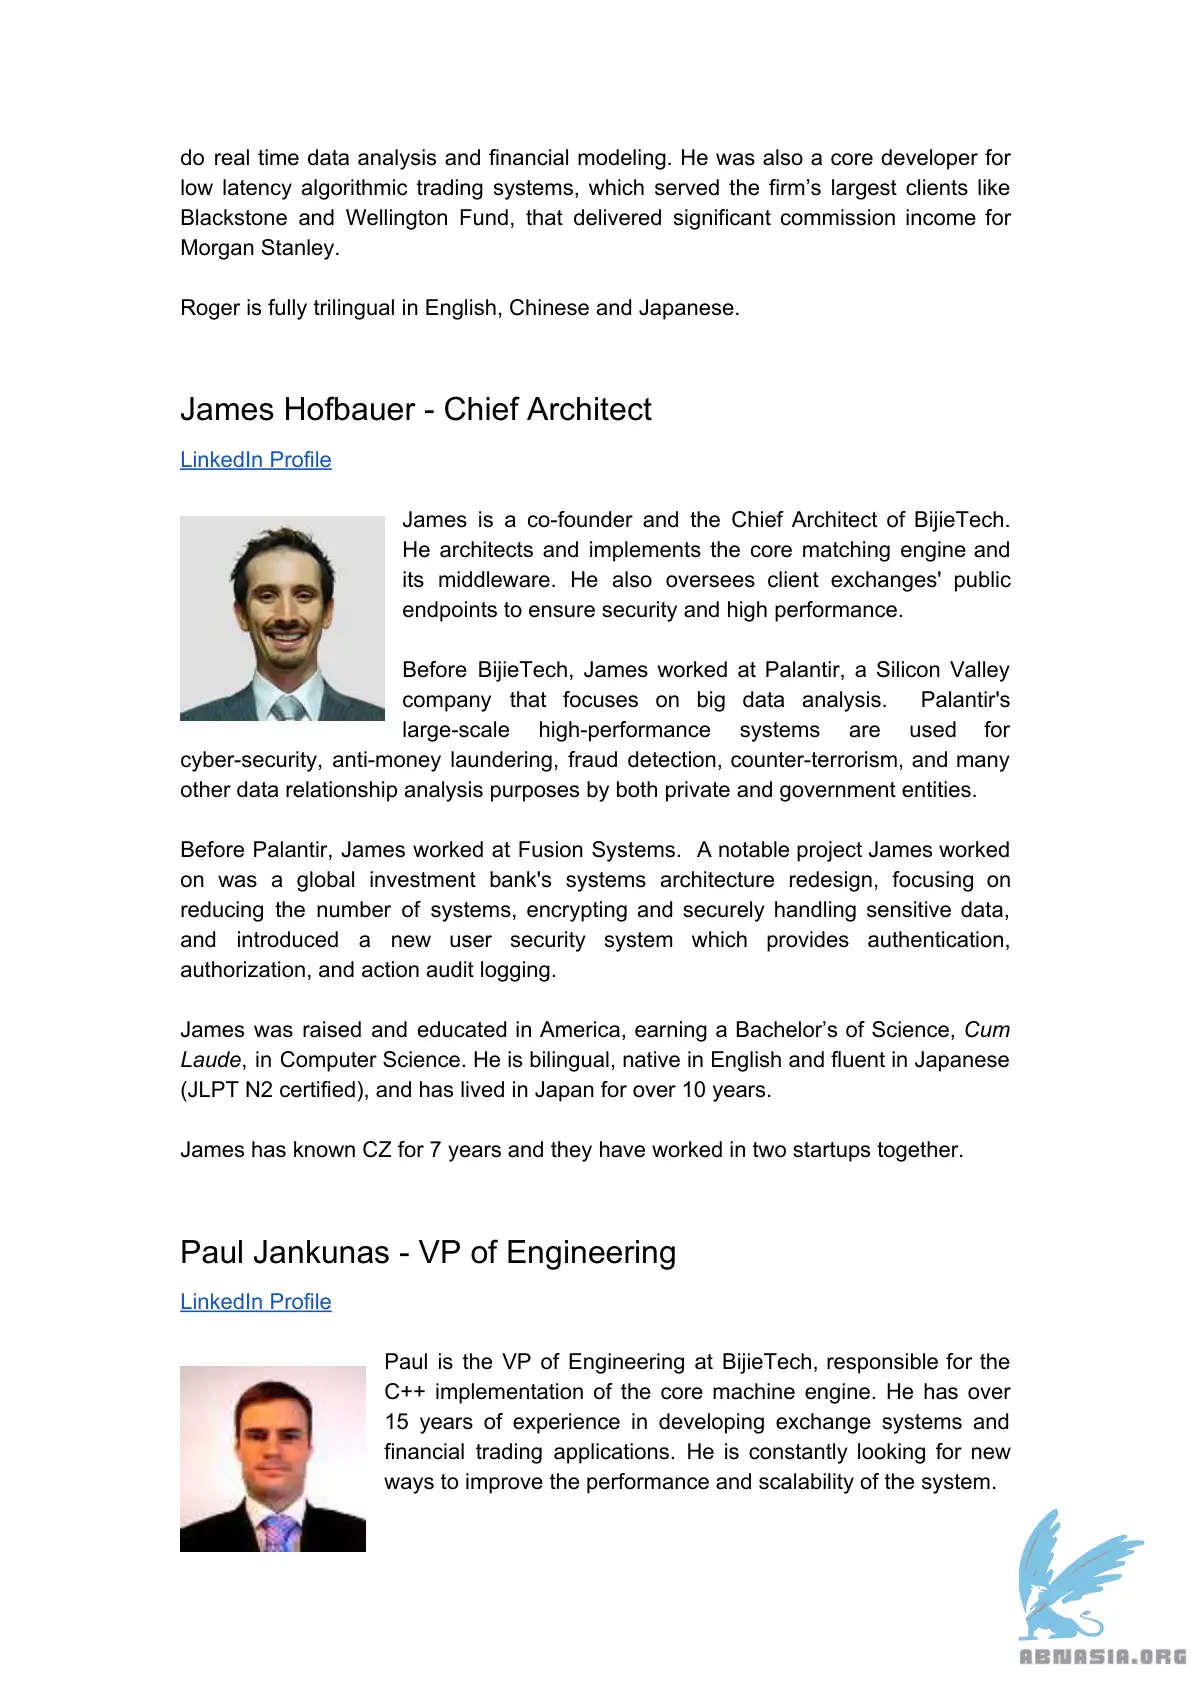 do real time data analysis and financial modeling. He was also a core developer for
low latency algorithmic trading systems, which served the firm’s largest clients like
Blackstone and Wellington Fund, that delivered significant commission income for
Morgan Stanley.
Roger is fully trilingual in English, Chinese and Japanese.
James Hofbauer - Chief Architect
LinkedIn Profile
James is a co-founder and the Chief Architect of BijieTech.
He architects and implements the core matching engine and
its middleware. He also oversees client exchanges' public
endpoints to ensure security and high performance.
Before BijieTech, James worked at Palantir, a Silicon Valley
company that focuses on big data analysis. Palantir's
large-scale high-performance systems are used for
cyber-security, anti-money laundering, fraud detection, counter-terrorism, and many
other data relationship analysis purposes by both private and government entities.
Before Palantir, James worked at Fusion Systems. A notable project James worked
on was a global investment bank's systems architecture redesign, focusing on
reducing the number of systems, encrypting and securely handling sensitive data,
and introduced a new user security system which provides authentication,
authorization, and action audit logging.
James was raised and educated in America, earning a Bachelor’s of Science, Cum
Laude, in Computer Science. He is bilingual, native in English and fluent in Japanese
(JLPT N2 certified), and has lived in Japan for over 10 years.
James has known CZ for 7 years and they have worked in two startups together.
Paul Jankunas - VP of Engineering
LinkedIn Profile
Paul is the VP of Engineering at BijieTech, responsible for the
C++ implementation of the core machine engine. He has over
15 years of experience in developing exchange systems and
financial trading applications. He is constantly looking for new
ways to improve the performance and scalability of the system.
ABNASIA.ORG